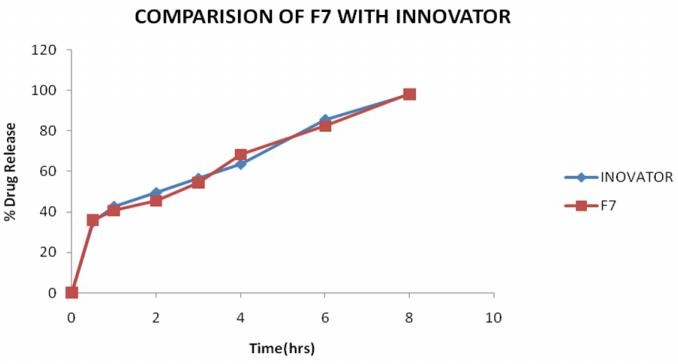 COMPARISION OF F7 WITH INNOVATOR
120
100
80
60
40
20
0
% Drug Release
0 2 4 6 8 10
Time(hrs)
INOVATOR
F7